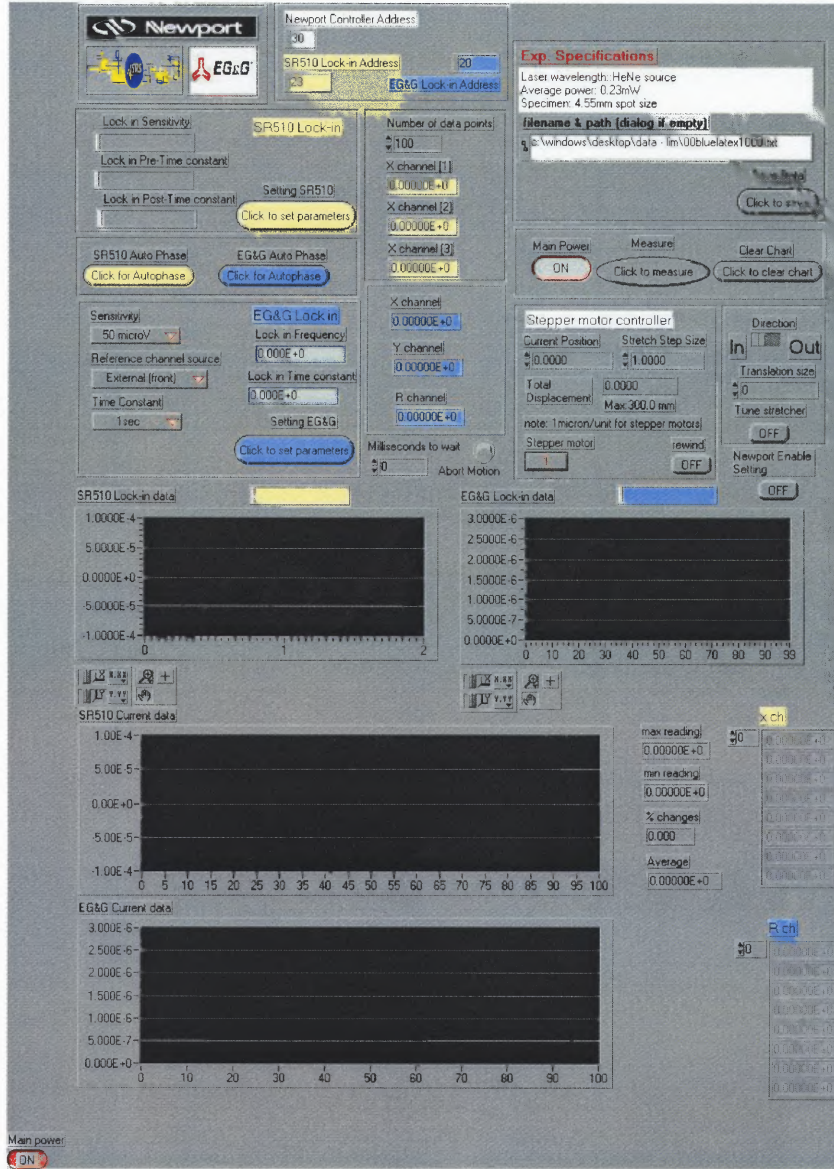 Newport
EG&G
Newport Controller Address
30
SR510 Lock-in Address
20
EG&G Lock-in Address
Exp. Specifications
Laser wavelength: HeNe source
Average power: 0.23mW
Specimen: 4.55mm spot size
filename & path (dialog if empty)
Click to
Lock in Sensitivity
SR510 Lock-in
Lock in Pre-Time constant
Lock in Post-Time constant
Setting SR510
Click to set parameters
Number of data points
100
X channel [1]
0.00000E+0
X channel (2)
0.00000E+0
X channel (3)
0.00000E+0
SR510 Auto Phase
EG&G Auto Phase
Click for Autophase
Click for Autophase
Main Power
Measure
Clear Chart
ON
Click to measure
Click to clear chart
Sensitivity
EG&G Lock in
50 microV
Lock in Frequency
0.000E+0
Reference channel source
External (front)
Lock in Time constant
0.000E+0
Time Constant
1sec
Setting EG&G
Click to set parameters
X channel
0.00000E+0
Y channel
0.00000E+0
R channel
0.00000E+0
Milliseconds to wait
0
Abort Motion
Stepper motor controller
Current Position
Stretch Step Size
0.0000
1.0000
Total
Displacement
0.0000
Max:300.0 mm
note: 1micron/unit for stepper motors
Stepper motor
rewind
1
OFF
Direction
In
Out
Translation size
0
Tune stretcher
OFF
Newport Enable
Setting
OFF
SR510 Lock-in data
1.0000E-4
5.0000E-5
0.0000E+0
-5.0000E-5
-1.0000E-4
0 1 2
EG&G Lock-in data
3.0000E-6
2.5000E-6
2.0000E-6
1.5000E-6
1.0000E-6
5.0000E-7
0.0000E+0
0 10 20 30 40 50 60 70 80 90 99
X.XX
Y.YY
X.XX
Y.YY
SR510 Current data
1.00E-4
5.00E-5
0.00E+0
-5.00E-5
-1.00E-4
0 5 10 15 20 25 30 35 40 45 50 55 60 65 70 75 80 85 90 95 100
max reading
0.00000E+0
min reading
0.00000E+0
% changes
0.000
Average
0.00000E+0
x ch
0
EG&G Current data
3.000E-6
2.500E-6
2.000E-6
1.500E-6
1.000E-6
5.000E-7
0.000E+0
0 10 20 30 40 50 60 70 80 90 100
R ch
0
Main power
ON